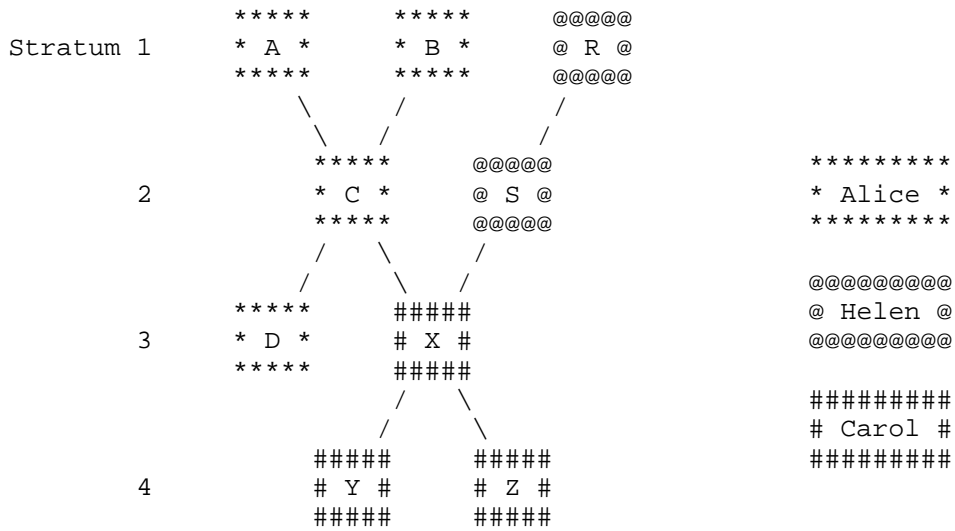 ***** ***** @@@@@
Stratum 1 * A * * B * @ R @
***** ***** @@@@@
\ / /
\ / /
***** @@@@@ *********
2 * C * @ S @ * Alice *
***** @@@@@ *********
/ \ /
/ \ / @@@@@@@@@
***** ##### @ Helen @
3 * D * # X # @@@@@@@@@
***** #####
/ \ #########
/ \ # Carol #
##### ##### #########
4 # Y # # Z #
##### #####